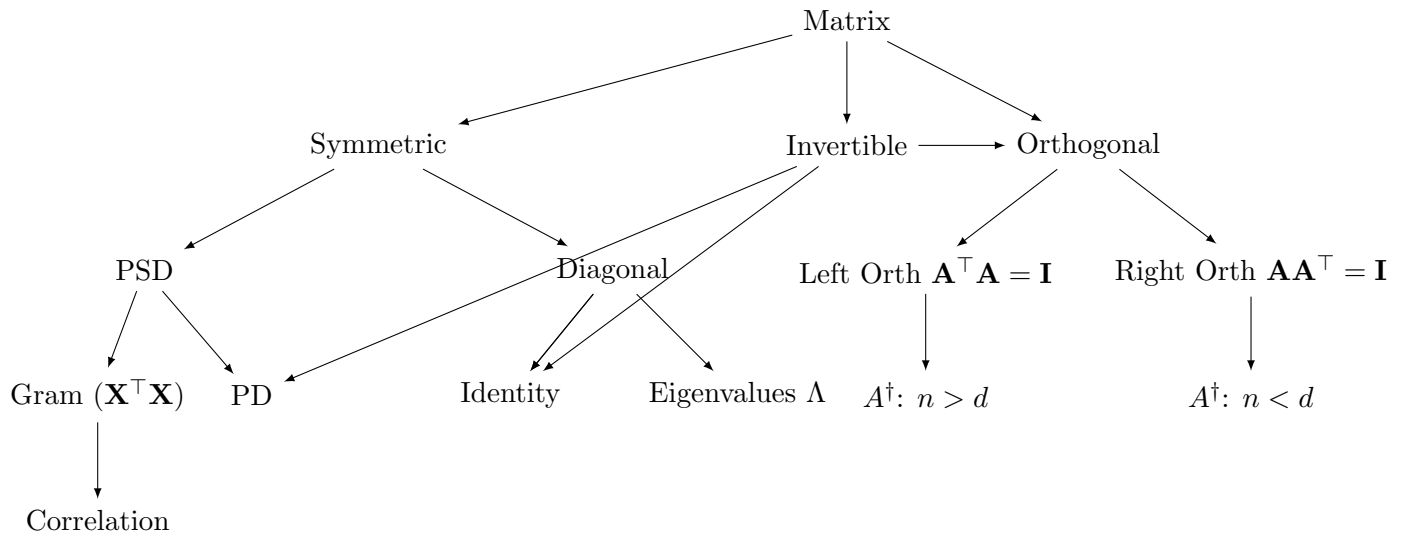 Matrix
Symmetric
Invertible
Orthogonal
PSD
Diagonal
Left Orth A⊤A = I
Right Orth AA⊤ = I
Gram (X⊤X)
PD
Identity
Eigenvalues Λ
A†: n > d
A†: n < d
Correlation